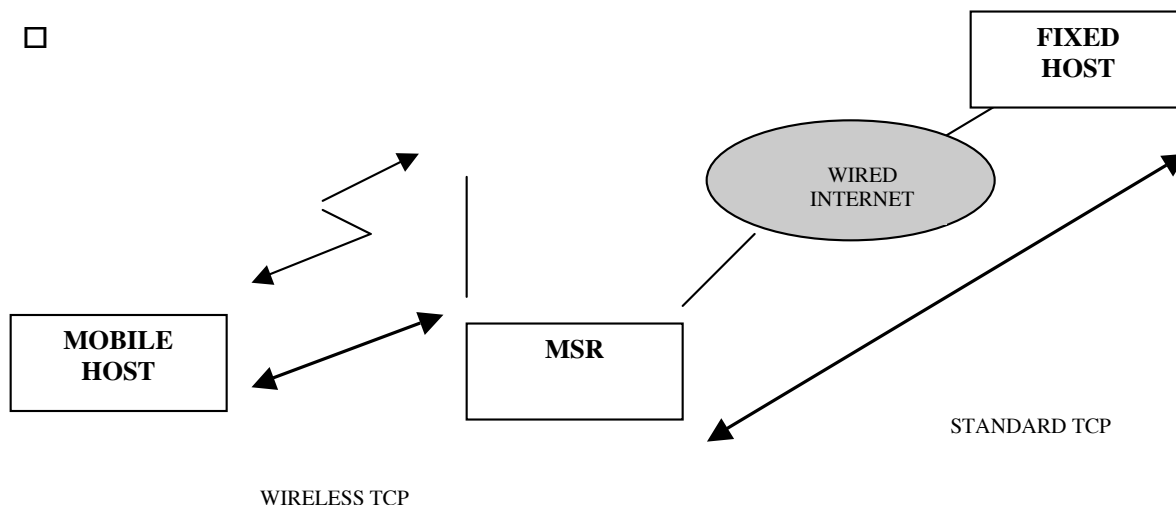 FIXED
HOST
WIRED
INTERNET
MOBILE
HOST
MSR
STANDARD TCP
WIRELESS TCP